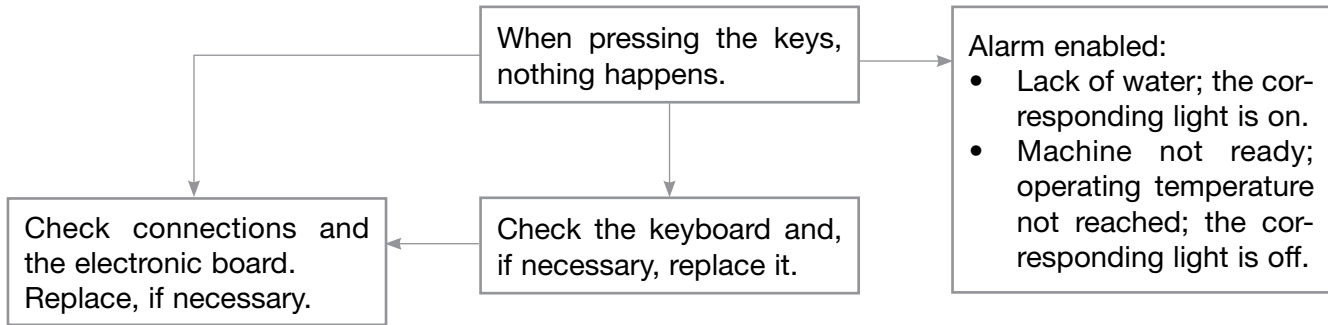 When pressing the keys,
nothing happens.
Alarm enabled:
• Lack of water; the cor-
responding light is on.
• Machine not ready;
operating temperature
not reached; the cor-
responding light is off.
Check connections and
the electronic board.
Replace, if necessary.
Check the keyboard and,
if necessary, replace it.